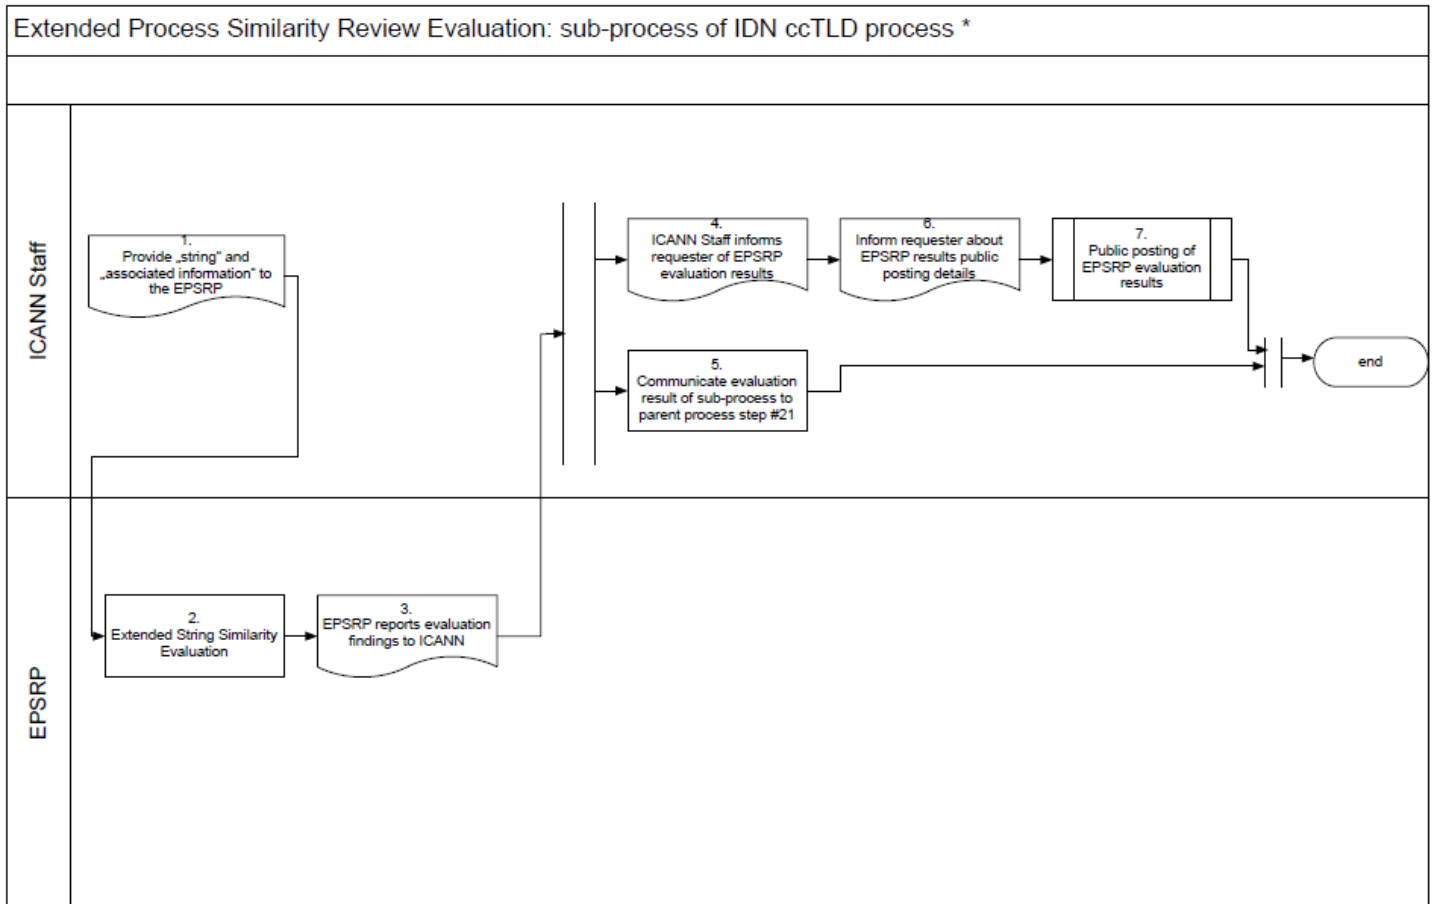 Extended Process Similarity Review Evaluation: sub-process of IDN ccTLD process *
ICANN Staff
1.
Provide „string“ and
„associated information“ to
the EPSRP
4.
ICANN Staff informs
requester of EPSRP
evaluation results
6.
Inform requester about
EPSRP results public
posting details
7.
Public posting of
EPSRP evaluation
results
5.
Communicate evaluation
result of sub-process to
parent process step #21
end
EPSRP
2.
Extended String Similarity
Evaluation
3.
EPSRP reports evaluation
findings to ICANN